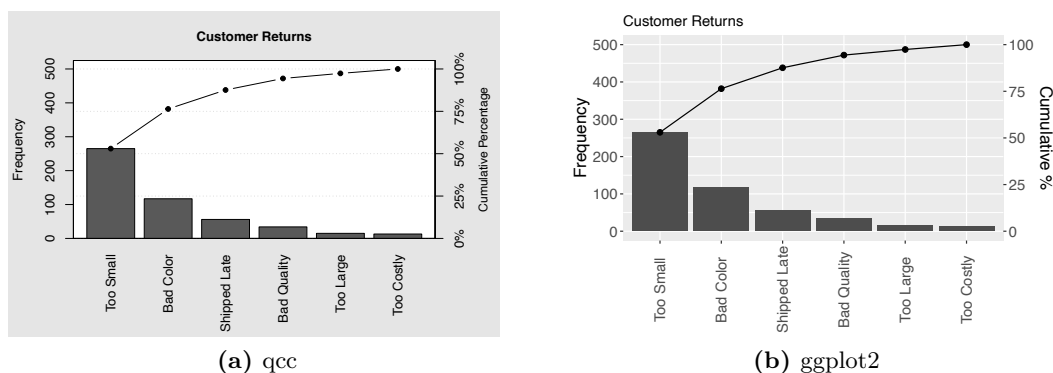 Customer Returns
Frequency
0
100
200
300
400
500
0%
25%
50%
75%
100%
Cumulative Percentage
Too Small
Bad Color
Shipped Late
Bad Quality
Too Large
Too Costly
(a) qcc
Customer Returns
Frequency
500
400
300
200
100
0
100
75
50
25
0
Cumulative %
Too Small
Bad Color
Shipped Late
Bad Quality
Too Large
Too Costly
(b) ggplot2